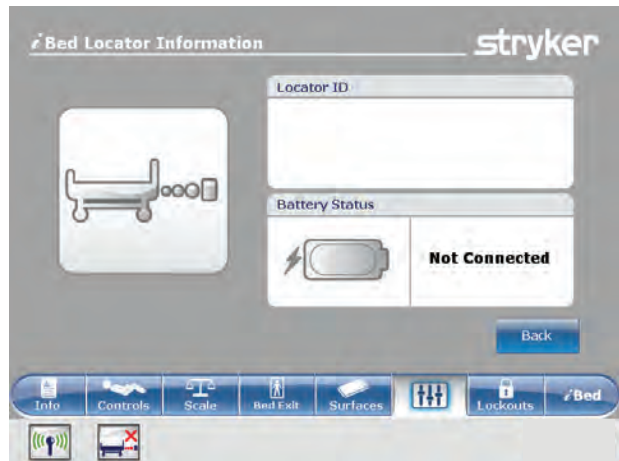 iBed Locator Information
stryker
Locator ID
Battery Status
Not Connected
Back
Info
Controls
Scale
Bed Exit
Surfaces
Lockouts
iBed